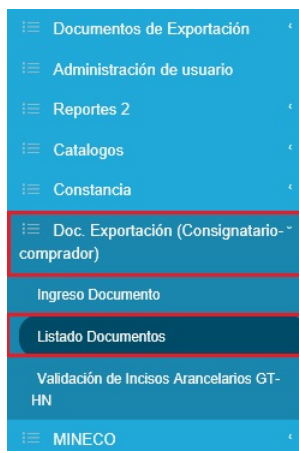 Documentos de Exportación
Administración de usuario
Reportes 2
Catalogos
Constancia
Doc. Exportación (Consignatario-
comprador)
Ingreso Documento
Listado Documentos
Validación de Incisos Arancelarios GT-
HN
MINECO